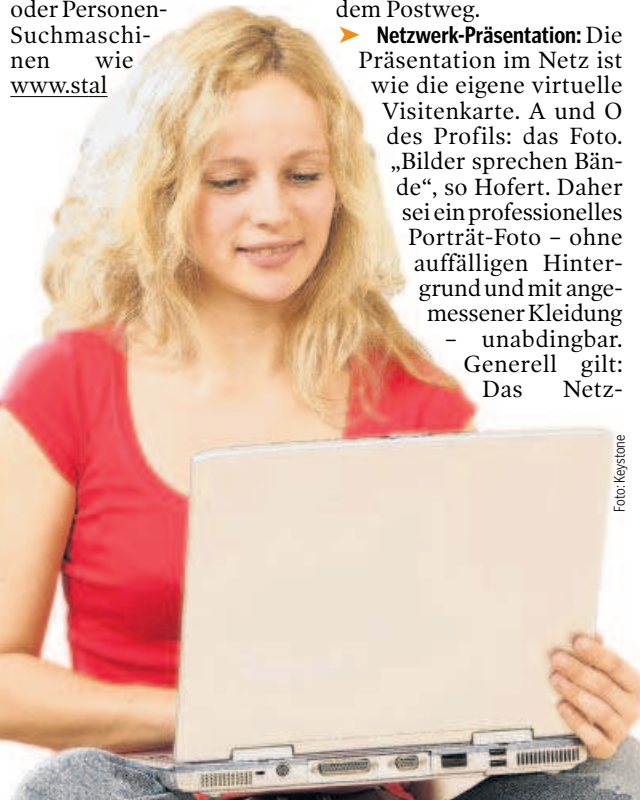 oder Personen-
Suchmaschi-
nen wie
www.stal
dem Postweg.
➤ Netzwerk-Präsentation: Die
Präsentation im Netz ist
wie die eigene virtuelle
Visitenkarte. A und O
des Profils: das Foto.
„Bilder sprechen Bän-
de“, so Hofert. Daher
sei ein professionelles
Porträt-Foto – ohne
auffälligen Hinter-
grund und mit ange-
messener Kleidung
– unabdingbar.
Generell gilt:
Das Netz-
Foto: Keystone